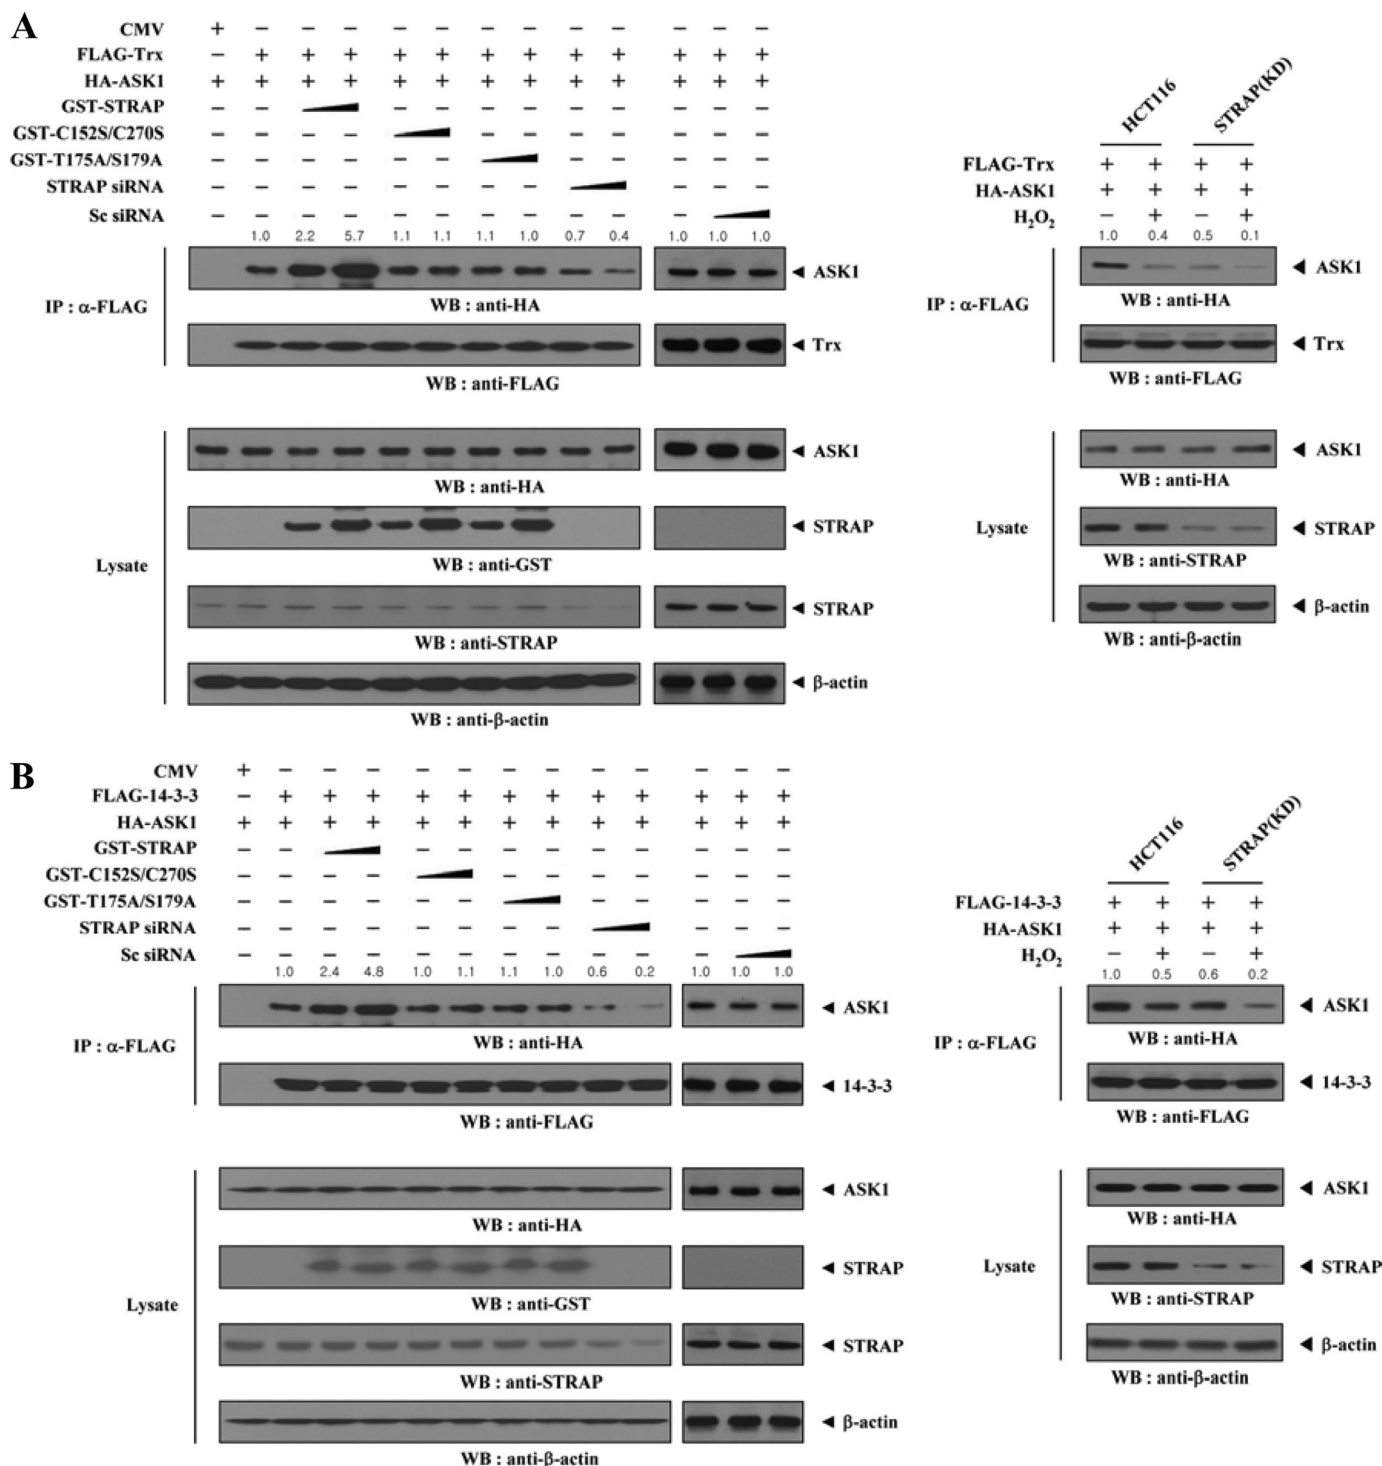 A
CMV + − − − − − − − − − − − −
FLAG-Trx − + + + + + + + + + + + +
HA-ASK1 + + + + + + + + + + + + +
GST-STRAP − − − − − − − − − − −
GST-C152S/C270S − − − − − − − − − − −
GST-T175A/S179A − − − − − − − − − − −
STRAP siRNA − − − − − − − − − − −
Sc siRNA − − − − − − − − − − −
1.0 2.2 5.7 1.1 1.1 1.1 1.0 0.7 0.4 1.0 1.0 1.0
IP : α-FLAG
ASK1
WB : anti-HA
Trx
WB : anti-FLAG
Lysate
ASK1
WB : anti-HA
STRAP
WB : anti-GST
STRAP
WB : anti-STRAP
β-actin
WB : anti-β-actin
HCT116 STRAP(KD)
FLAG-Trx + + + +
HA-ASK1 + + + +
H₂O₂ − + − +
1.0 0.4 0.5 0.1
IP : α-FLAG
ASK1
WB : anti-HA
Trx
WB : anti-FLAG
Lysate
ASK1
WB : anti-HA
STRAP
WB : anti-STRAP
β-actin
WB : anti-β-actin
B
CMV + − − − − − − − − − − − −
FLAG-14-3-3 − + + + + + + + + + + + +
HA-ASK1 + + + + + + + + + + + + +
GST-STRAP − − − − − − − − − − −
GST-C152S/C270S − − − − − − − − − − −
GST-T175A/S179A − − − − − − − − − − −
STRAP siRNA − − − − − − − − − − −
Sc siRNA − − − − − − − − − − −
1.0 2.4 4.8 1.0 1.1 1.1 1.0 0.6 0.2 1.0 1.0 1.0
IP : α-FLAG
ASK1
WB : anti-HA
14-3-3
WB : anti-FLAG
Lysate
ASK1
WB : anti-HA
STRAP
WB : anti-GST
STRAP
WB : anti-STRAP
β-actin
WB : anti-β-actin
HCT116 STRAP(KD)
FLAG-14-3-3 + + + +
HA-ASK1 + + + +
H₂O₂ − + − +
1.0 0.5 0.6 0.2
IP : α-FLAG
ASK1
WB : anti-HA
14-3-3
WB : anti-FLAG
Lysate
ASK1
WB : anti-HA
STRAP
WB : anti-STRAP
β-actin
WB : anti-β-actin